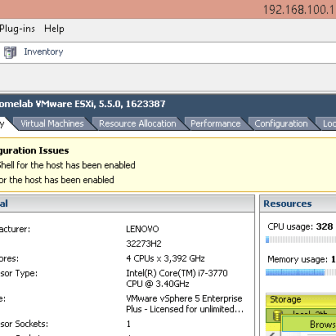 192.168.100.1
Plug-ins Help
Inventory
omelab VMware ESXi, 5.5.0, 1623387
y Virtual Machines Resource Allocation Performance Configuration Loc
guration Issues
Shell for the host has been enabled
or the host has been enabled
al
Resources
acturer: LENOVO
32273H2
ores: 4 CPUs x 3,392 GHz
sor Type: Intel(R) Core(TM) i7-3770
CPU @ 3.40GHz
e: VMware vSphere 5 Enterprise
Plus - Licensed for unlimited...
sor Sockets: 1
CPU usage: 328
Memory usage: 1
Storage
Brows